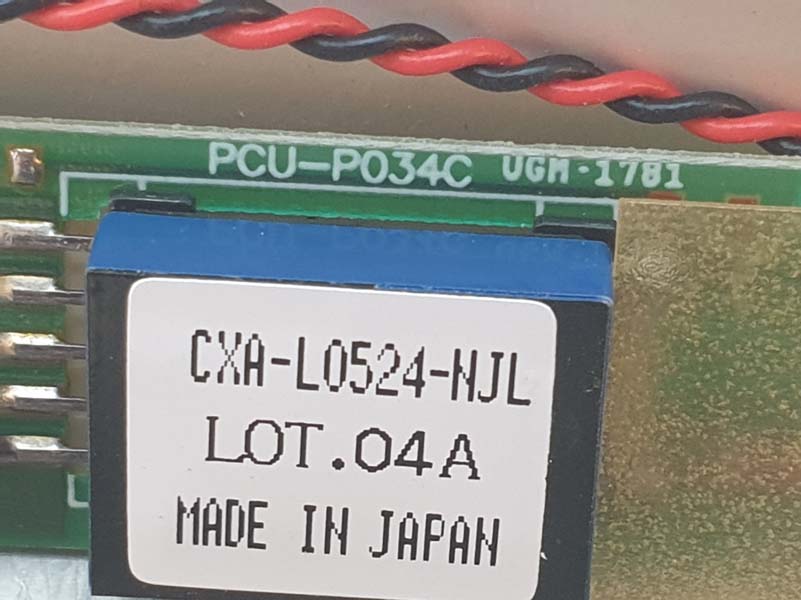 PCU-P034C UGM-1781
CXA-L0524-NJL
LOT.04A
MADE IN JAPAN